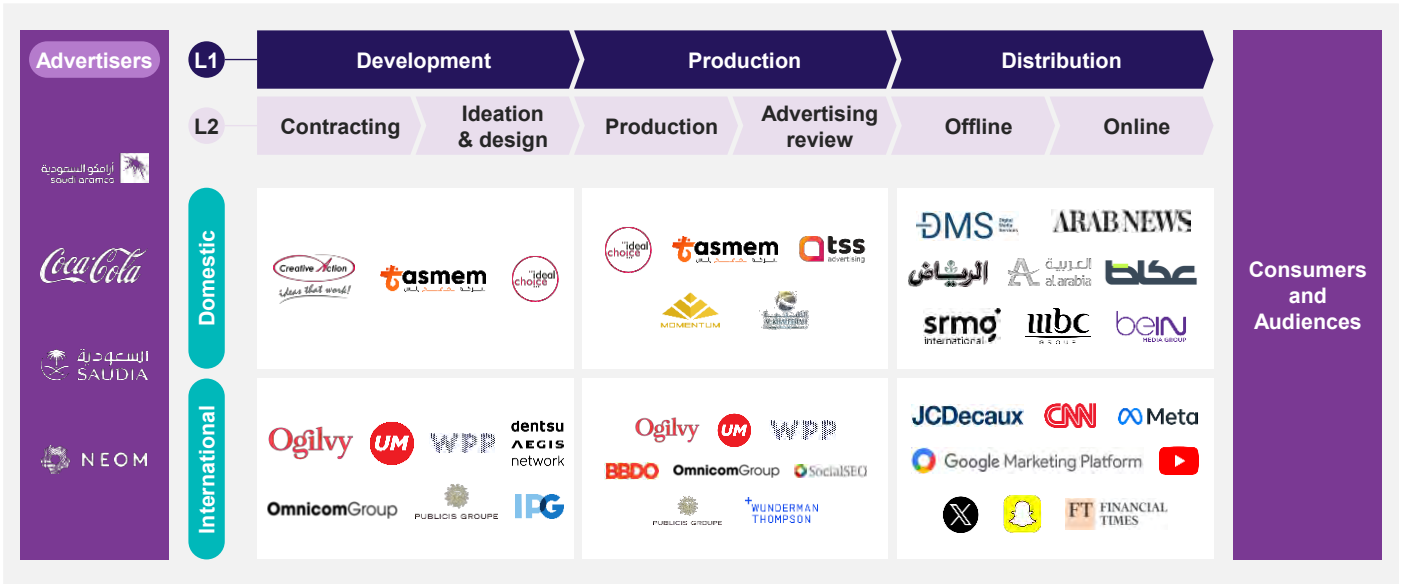 Advertisers
L1
Development
Production
Distribution
L2
Contracting
Ideation
& design
Production
Advertising
review
Offline
Online
أرامكو السعودية
saudi aramco
Coca-Cola
السعودية
SAUDIA
NEOM
Domestic
Creative Action
ideas that work!
tasmem
ideal
choice
ideal
choice
tasmem
tss
advertising
MOMENTUM
DMS
Digital
Media
Services
ARAB NEWS
الرياض
العربية
al arabia
عكاظ
srmg
international
mbc
GROUP
beIN
MEDIA GROUP
International
Ogilvy
UM
WPP
dentsu
AEGIS
network
OmnicomGroup
PUBLICIS GROUPE
IPG
Ogilvy
UM
WPP
BBDO
OmnicomGroup
SocialSEO
PUBLICIS GROUPE
WUNDERMAN
THOMPSON
JCDecaux
CNN
Meta
Google Marketing Platform
X
FT
FINANCIAL
TIMES
Consumers
and
Audiences